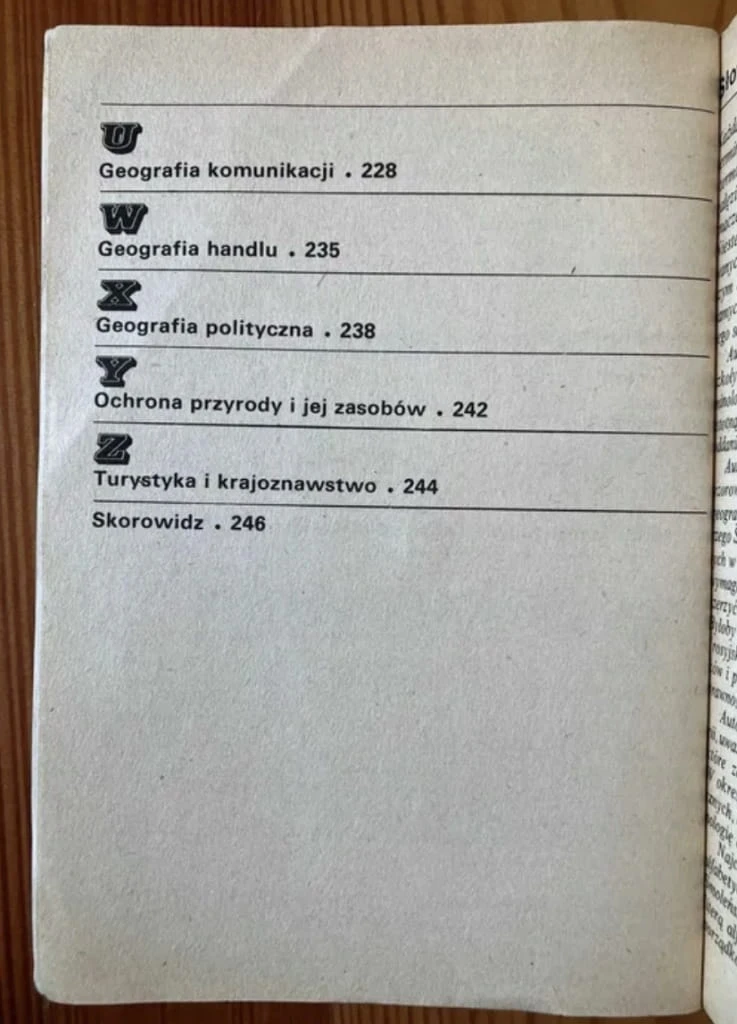 U
Geografia komunikacji . 228
W
Geografia handlu . 235
X
Geografia polityczna . 238
Y
Ochrona przyrody i jej zasobów . 242
Z
Turystyka i krajoznawstwo . 244
Skorowidz . 246